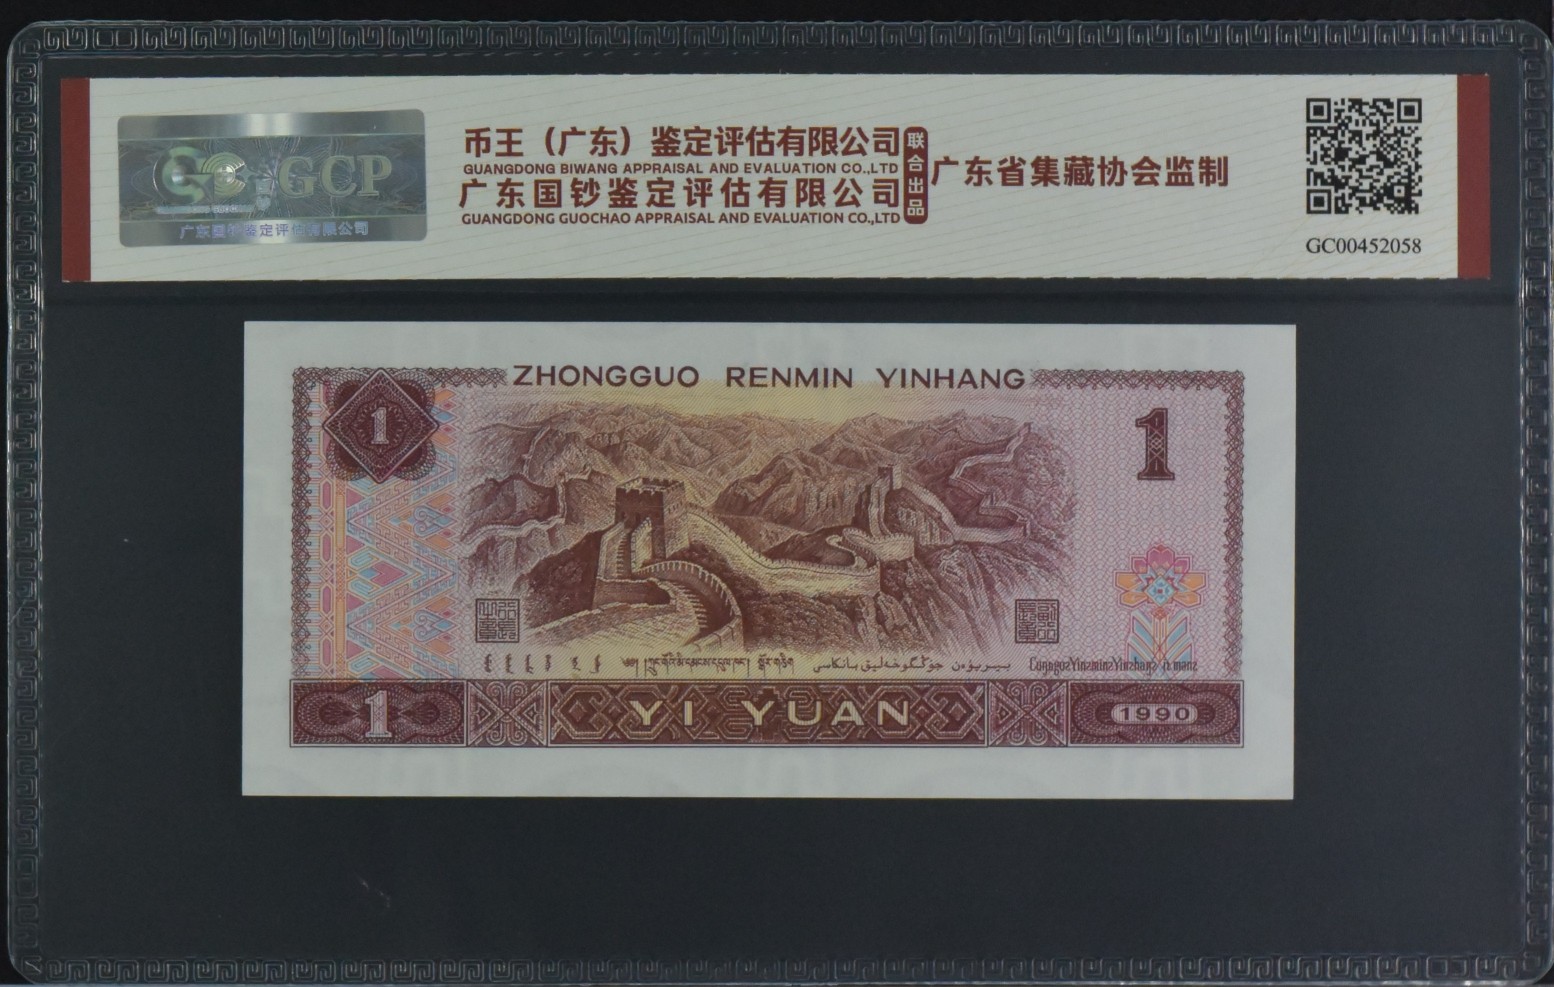 GCP
广东国钞鉴定评估有限公司
币王（广东）鉴定评估有限公司
GUANGDONG BIWANG APPRAISAL AND EVALUATION CO.,LTD
广东国钞鉴定评估有限公司
GUANGDONG GUOCHAO APPRAISAL AND EVALUATION CO.,LTD
联合出品
广东省集藏协会监制
GC00452058
ZHONGGUO RENMIN YINHANG
1
1
1
YI YUAN
1990